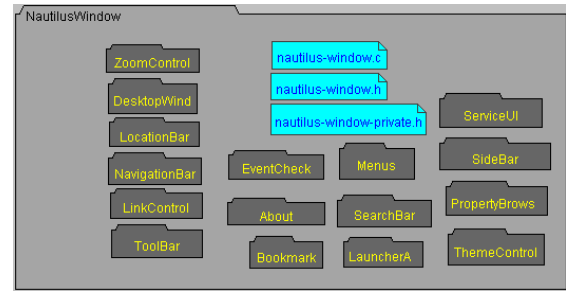 NautilusWindow
ZoomControl
DesktopWind
LocationBar
NavigationBar
LinkControl
ToolBar
nautilus-window.c
nautilus-window.h
nautilus-window-private.h
EventCheck
Menus
About
SearchBar
Bookmark
LauncherA
ServiceUI
SideBar
PropertyBrows
ThemeControl